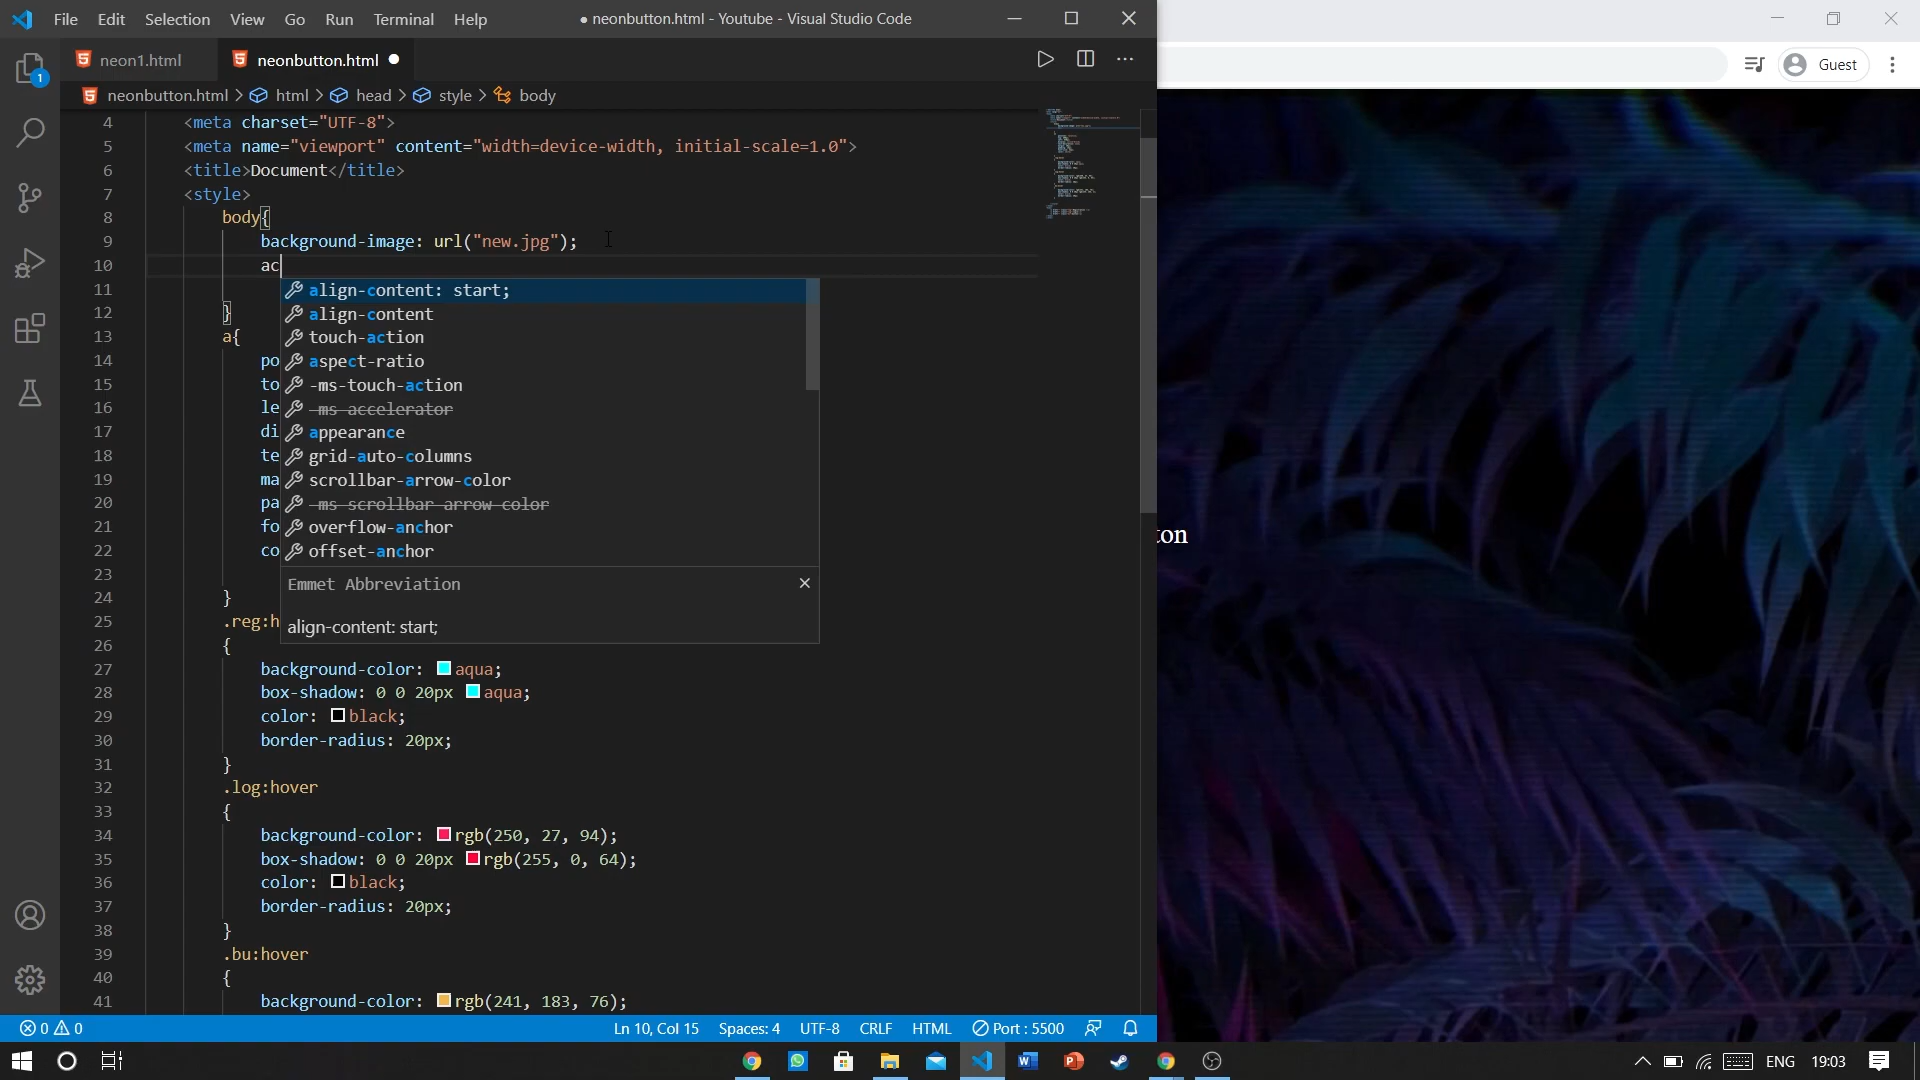 File Edit Selection View Go Run Terminal Help
● neonbutton.html - Youtube - Visual Studio Code
neon1.html
neonbutton.html ●
neonbutton.html > html > head > style > body
Guest
1
4 <meta charset="UTF-8">
5 <meta name="viewport" content="width=device-width, initial-scale=1.0">
6 <title>Document</title>
7 <style>
8 body{
9 background-image: url("new.jpg");
10 ac
11
12 }
13 a{
14 po
15 to
16 le
17 di
18 te
19 ma
20 pa
21 fo
22 co
23
24 }
25 .reg:h
26 {
27 background-color: aqua;
28 box-shadow: 0 0 20px aqua;
29 color: black;
30 border-radius: 20px;
31 }
32 .log:hover
33 {
34 background-color: rgb(250, 27, 94);
35 box-shadow: 0 0 20px rgb(255, 0, 64);
36 color: black;
37 border-radius: 20px;
38 }
39 .bu:hover
40 {
41 background-color: rgb(241, 183, 76);
align-content: start;
align-content
touch-action
aspect-ratio
-ms-touch-action
-ms-accelerator
appearance
grid-auto-columns
scrollbar-arrow-color
-ms-scrollbar-arrow-color
overflow-anchor
offset-anchor
Emmet Abbreviation
align-content: start;
ton
0 0
Ln 10, Col 15 Spaces: 4 UTF-8 CRLF HTML Port : 5500
ENG 19:03